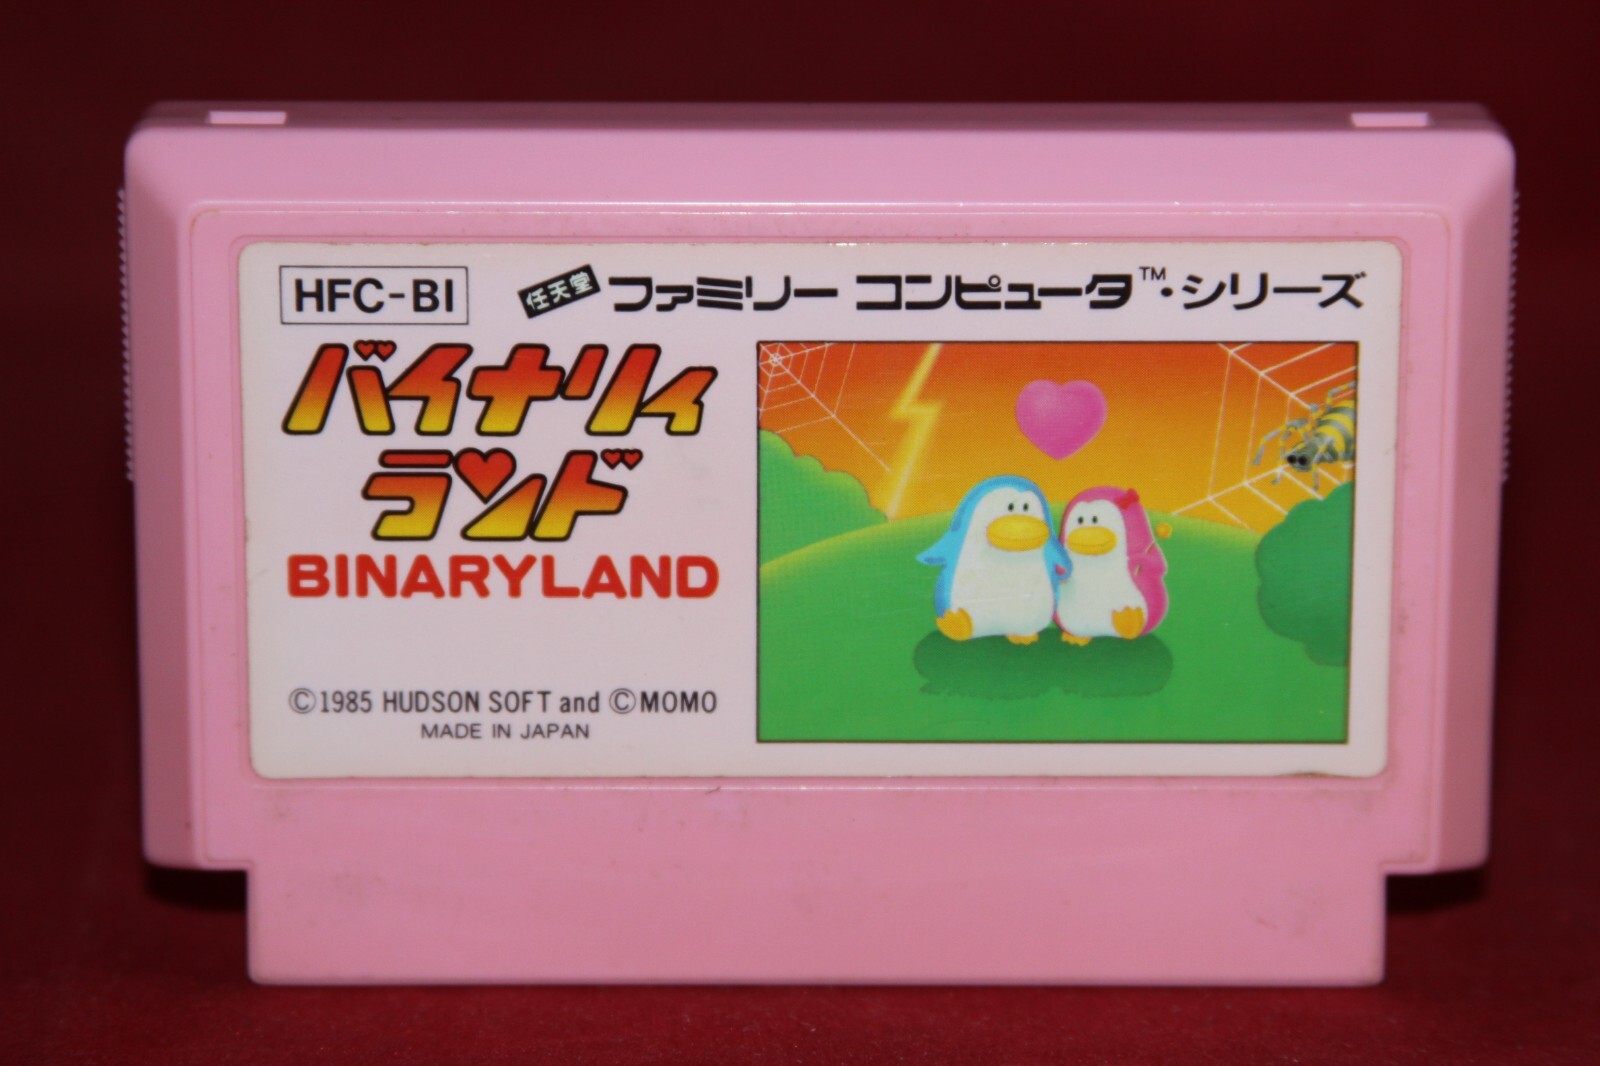 HFC-BI
任天堂 ファミリー コンピュータ™・シリーズ
バイナリィ
ランド
BINARYLAND
©1985 HUDSON SOFT and ©MOMO
MADE IN JAPAN